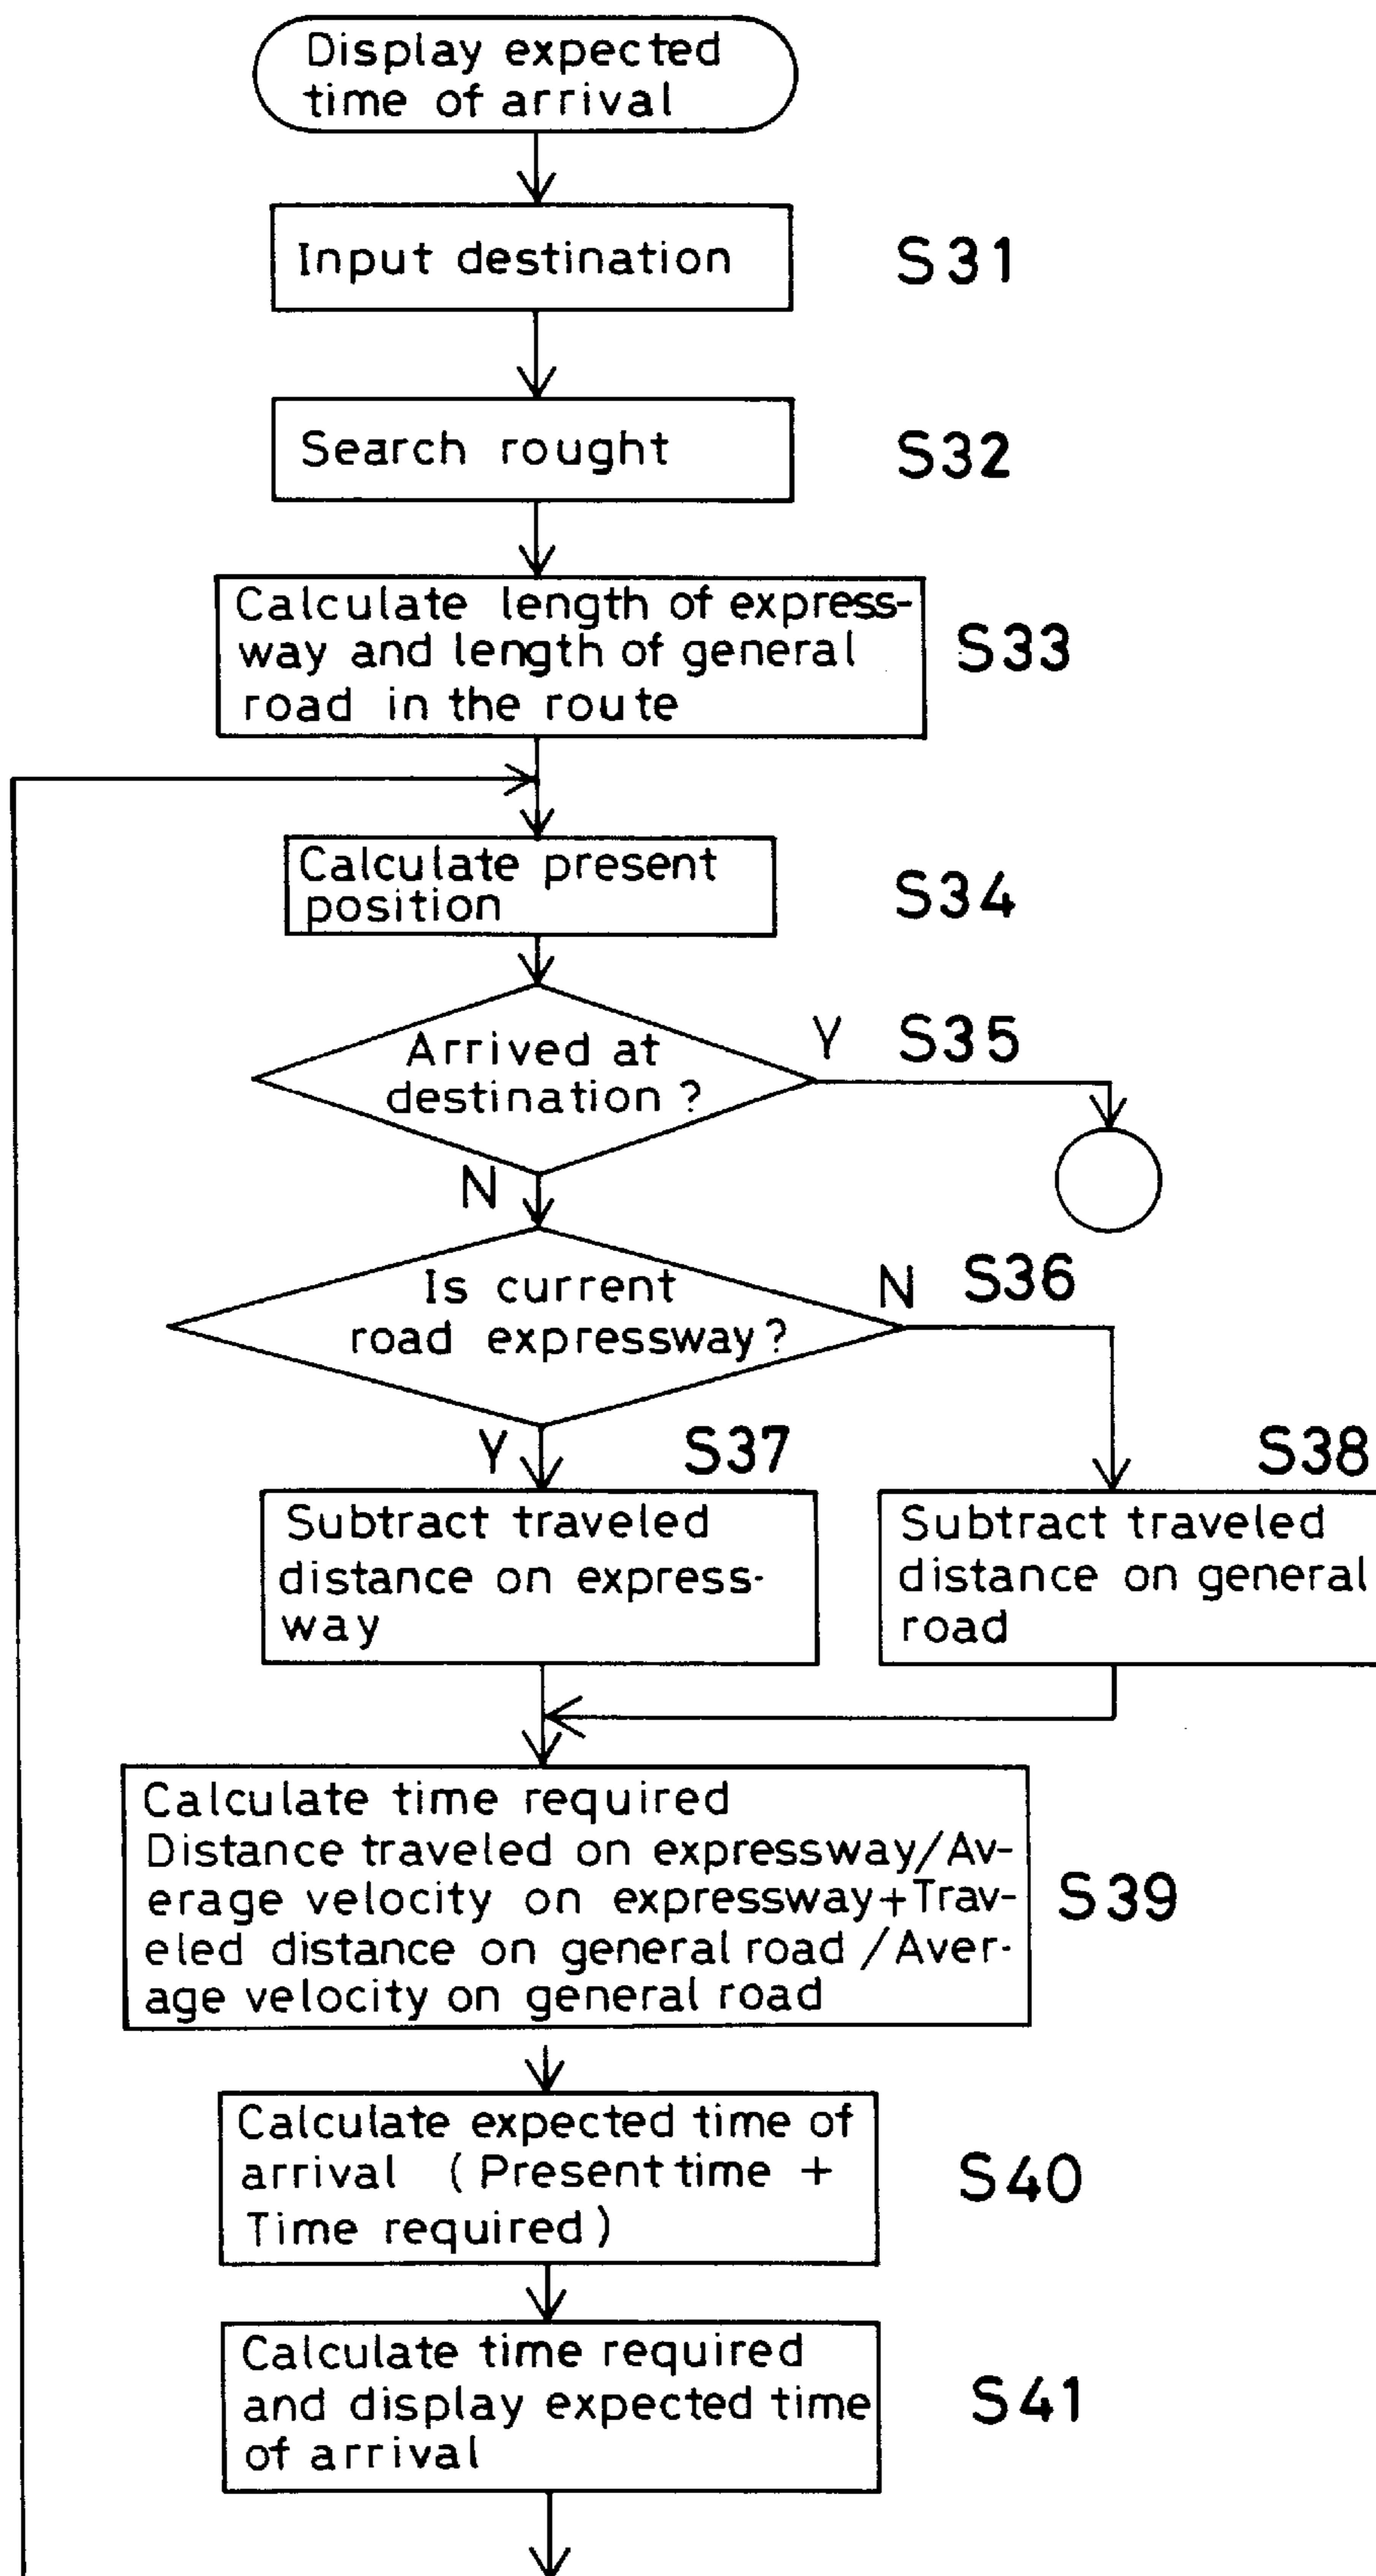 Display expected
time of arrival
Input destination
S31
Search rought
S32
Calculate length of express-
way and length of general
road in the route
S33
Calculate present
position
S34
Arrived at
destination ?
Y
S35
N
Is current
road expressway?
N
S36
Y
S37
S38
Subtract traveled
distance on express-
way
Subtract traveled
distance on general
road
Calculate time required
Distance traveled on expressway/Av-
erage velocity on expressway+Trav-
eled distance on general road /Aver-
age velocity on general road
S39
Calculate expected time of
arrival ( Present time +
Time required )
S40
Calculate time required
and display expected time
of arrival
S41